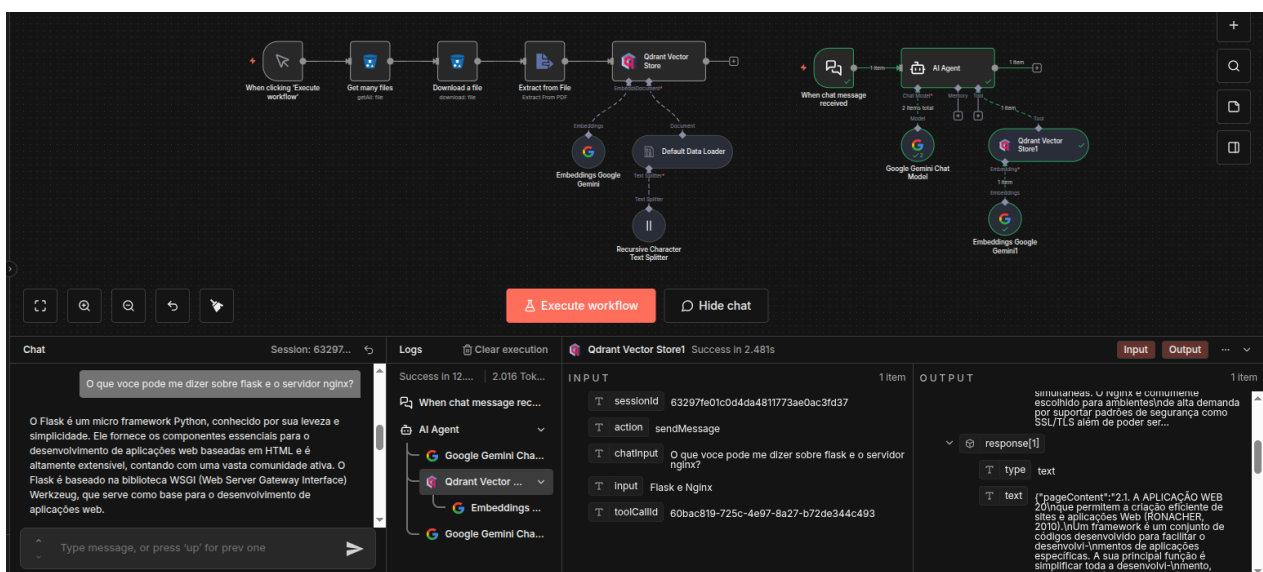 When clicking 'Execute
workflow'
Get many files
getAll: file
Download a file
download: file
Extract from File
Extract From PDF
Qdrant Vector
Store
Embeddings
Document
Embeddings Google
Gemini
Default Data Loader
Text Splitter*
Text Splitter
Recursive Character
Text Splitter
When chat message
received
1 item
AI Agent
1 item
Chat Model*
Memory
Tool
2 items total
1 item
Model
Tool
Google Gemini Chat
Model
Qdrant Vector
Store1
Embedding*
1 item
Embeddings
Embeddings Google
Gemini1
Execute workflow
Hide chat
Chat
Session: 63297...
O que voce pode me dizer sobre flask e o servidor nginx?
O Flask é um micro framework Python, conhecido por sua leveza e
simplicidade. Ele fornece os componentes essenciais para o
desenvolvimento de aplicações web baseadas em HTML e é
altamente extensível, contando com uma vasta comunidade ativa. O
Flask é baseado na biblioteca WSGI (Web Server Gateway Interface)
Werkzeug, que serve como base para o desenvolvimento de
aplicações web.
Type message, or press 'up' for prev one
Logs
Clear execution
Success in 12....
2.016 Tok...
When chat message rec...
AI Agent
Google Gemini Cha...
Qdrant Vector ...
Embeddings ...
Google Gemini Cha...
Qdrant Vector Store1 Success in 2.481s
Input
Output
INPUT
1 item
T sessionId 63297fe01c0d4da4811773ae0ac3fd37
T action sendMessage
T chatInput O que voce pode me dizer sobre flask e o servidor
nginx?
T input Flask e Nginx
T toolCallId 60bac819-725c-4e97-8a27-b72de344c493
OUTPUT
1 item
simultâneas. O Nginx é comumente
escolhido para ambientes\nde alta demanda
por suportar padrões de segurança como
SSL/TLS além de poder ser...
response[1]
T type text
T text {"pageContent":"2.1. A APLICAÇÃO WEB
20\nque permitem a criação eficiente de
sites e aplicações Web (RONACHER,
2010).\nUm framework é um conjunto de
códigos desenvolvido para facilitar o
desenvolvi-\nmentos de aplicações
específicas. A sua principal função é
simplificar toda a desenvolvi-\nmento,